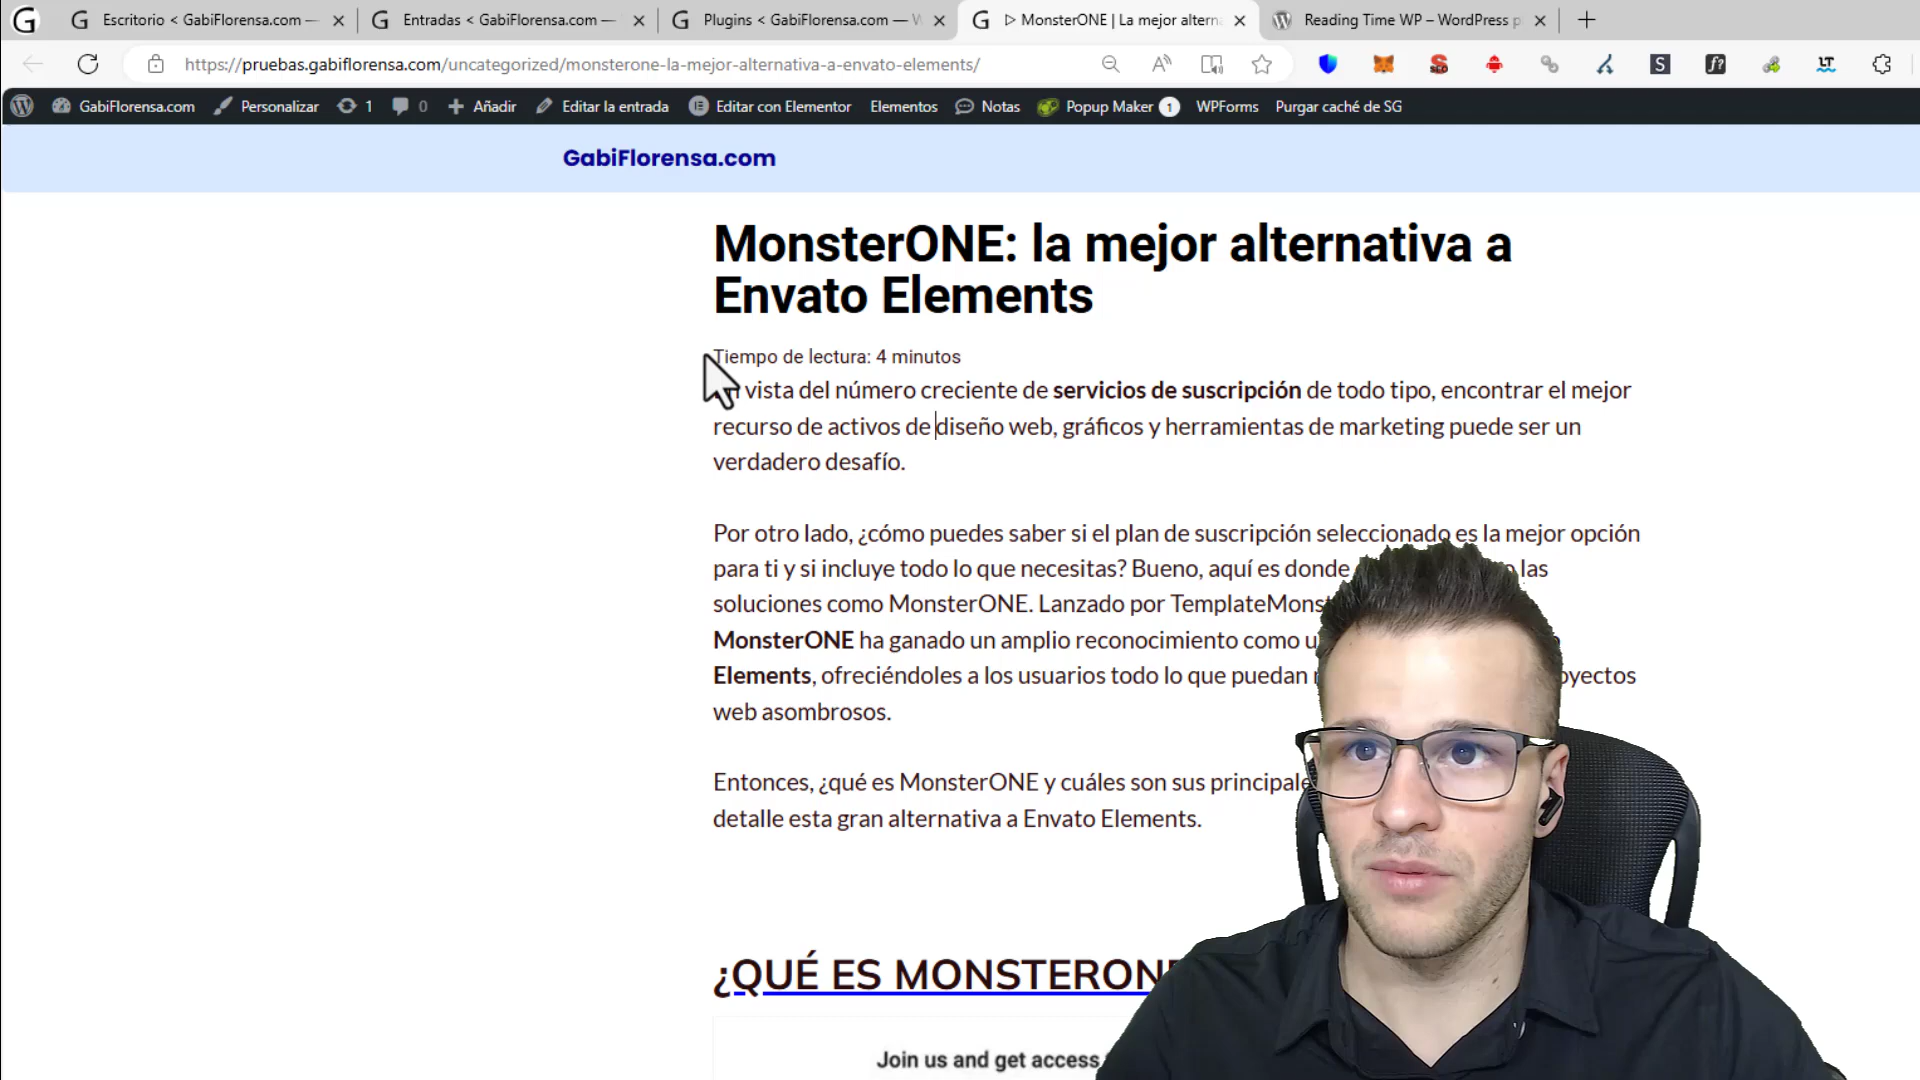 Escritorio < GabiFlorensa.com —
Entradas < GabiFlorensa.com —
Plugins < GabiFlorensa.com — W
▷ MonsterONE | La mejor altern
Reading Time WP – WordPress p
https://pruebas.gabiflorensa.com/uncategorized/monsterone-la-mejor-alternativa-a-envato-elements/
GabiFlorensa.com Personalizar 1 0 Añadir Editar la entrada Editar con Elementor Elementos Notas Popup Maker 1 WPForms Purgar caché de SG
GabiFlorensa.com
MonsterONE: la mejor alternativa a
Envato Elements
Tiempo de lectura: 4 minutos
vista del número creciente de servicios de suscripción de todo tipo, encontrar el mejor
recurso de activos de diseño web, gráficos y herramientas de marketing puede ser un
verdadero desafío.
Por otro lado, ¿cómo puedes saber si el plan de suscripción seleccionado es la mejor opción
para ti y si incluye todo lo que necesitas? Bueno, aquí es donde las
soluciones como MonsterONE. Lanzado por TemplateMonst
MonsterONE ha ganado un amplio reconocimiento como u
Elements, ofreciéndoles a los usuarios todo lo que puedan oyectos
web asombrosos.
Entonces, ¿qué es MonsterONE y cuáles son sus principale
detalle esta gran alternativa a Envato Elements.
¿QUÉ ES MONSTERONE
Join us and get access